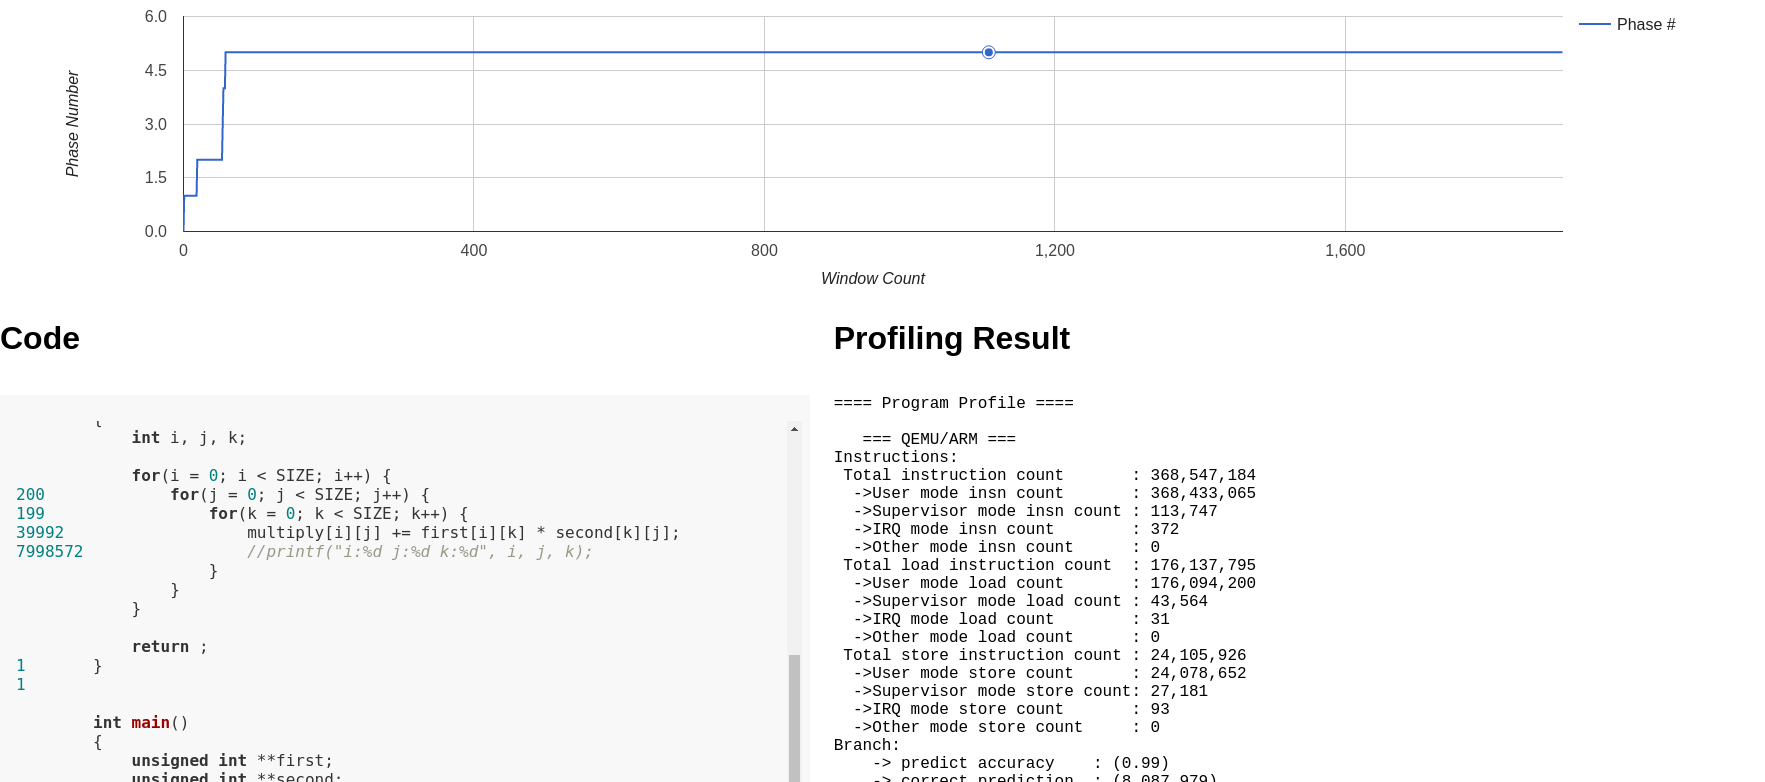 6.0
4.5
3.0
1.5
0.0
Phase Number
0 400 800 1,200 1,600
Window Count
Phase #
Code
{
int i, j, k;
for(i = 0; i < SIZE; i++) {
200 for(j = 0; j < SIZE; j++) {
199 for(k = 0; k < SIZE; k++) {
39992 multiply[i][j] += first[i][k] * second[k][j];
7998572 //printf("i:%d j:%d k:%d", i, j, k);
}
}
}
return ;
1 }
1
int main()
{
unsigned int **first;
unsigned int **second;
Profiling Result
==== Program Profile ====
=== QEMU/ARM ===
Instructions:
Total instruction count : 368,547,184
->User mode insn count : 368,433,065
->Supervisor mode insn count : 113,747
->IRQ mode insn count : 372
->Other mode insn count : 0
Total load instruction count : 176,137,795
->User mode load count : 176,094,200
->Supervisor mode load count : 43,564
->IRQ mode load count : 31
->Other mode load count : 0
Total store instruction count : 24,105,926
->User mode store count : 24,078,652
->Supervisor mode store count: 27,181
->IRQ mode store count : 93
->Other mode store count : 0
Branch:
-> predict accuracy : (0.99)
-> correct prediction : (8,087,979)